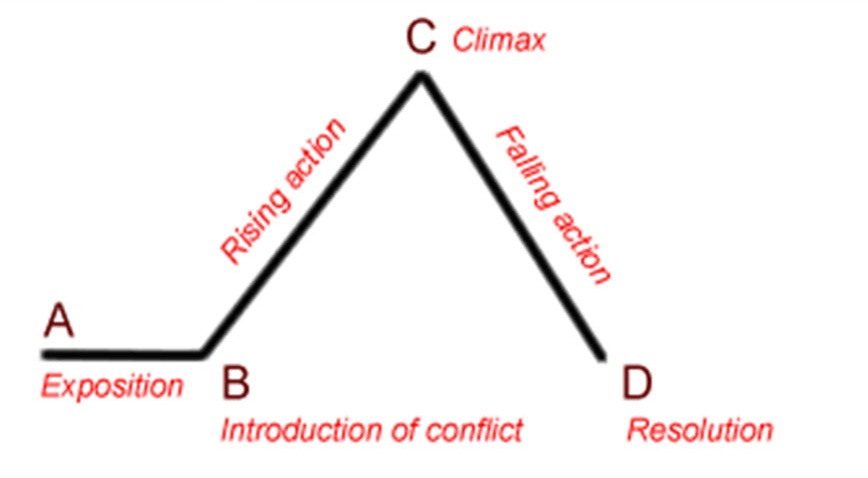 C Climax
Rising action
Falling action
A
Exposition
B
D
Introduction of conflict
Resolution